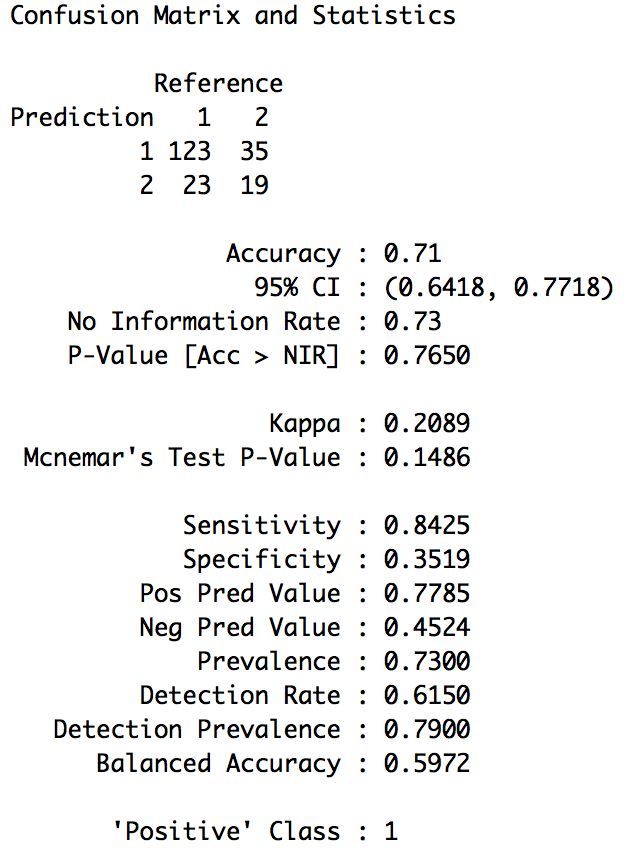 Confusion Matrix and Statistics
Reference
Prediction 1 2
1 123 35
2 23 19
Accuracy : 0.71
95% CI : (0.6418, 0.7718)
No Information Rate : 0.73
P-Value [Acc > NIR] : 0.7650
Kappa : 0.2089
Mcnemar's Test P-Value : 0.1486
Sensitivity : 0.8425
Specificity : 0.3519
Pos Pred Value : 0.7785
Neg Pred Value : 0.4524
Prevalence : 0.7300
Detection Rate : 0.6150
Detection Prevalence : 0.7900
Balanced Accuracy : 0.5972
'Positive' Class : 1